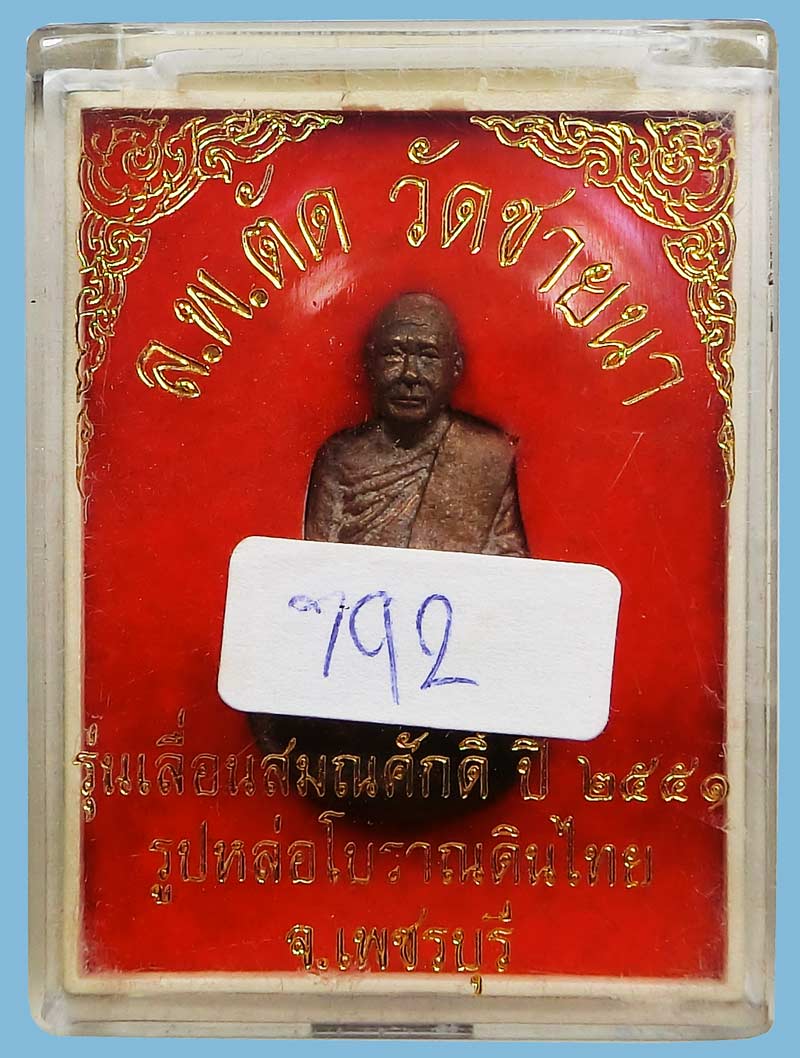 ล.พ.ตัด วัดชายนา
792
รุ่นเลื่อนสมณศักดิ์ ปี ๒๕๕๑
รูปหล่อโบราณดินไทย
จ.เพชรบุรี